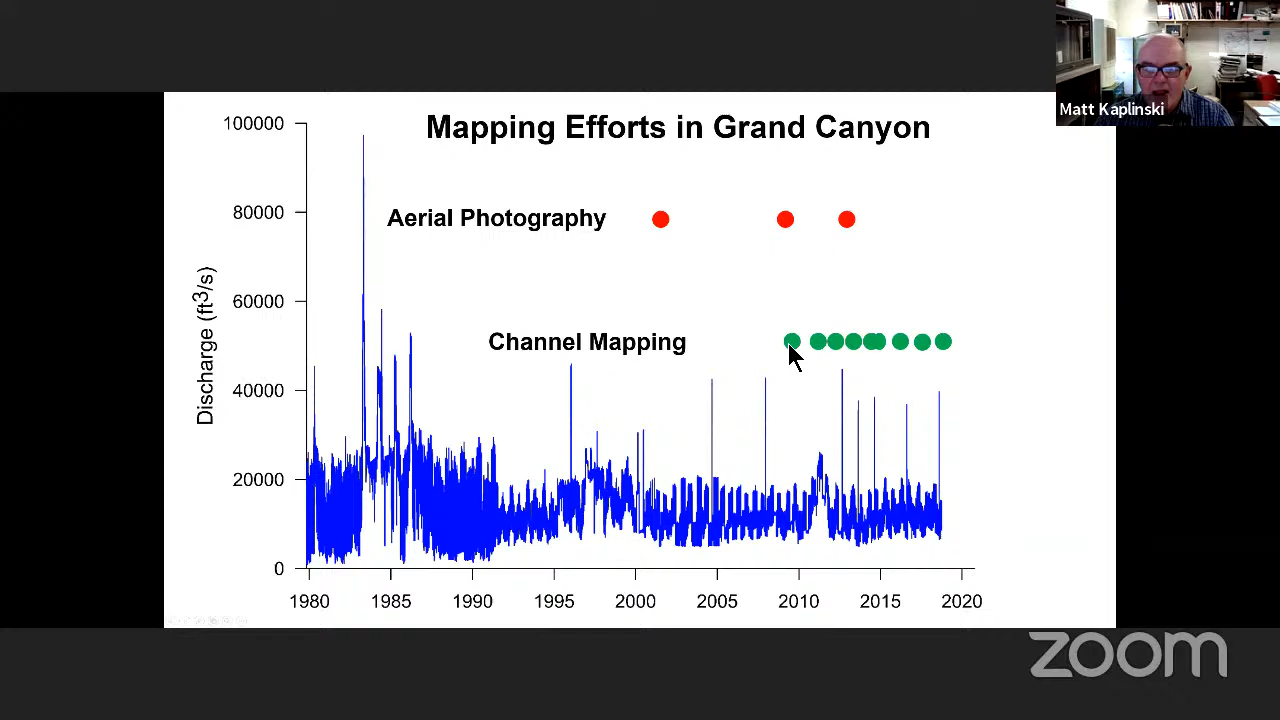 Matt Kaplinski
Mapping Efforts in Grand Canyon
Aerial Photography
Channel Mapping
Discharge (ft3/s)
100000
80000
60000
40000
20000
0
1980 1985 1990 1995 2000 2005 2010 2015 2020
zoom